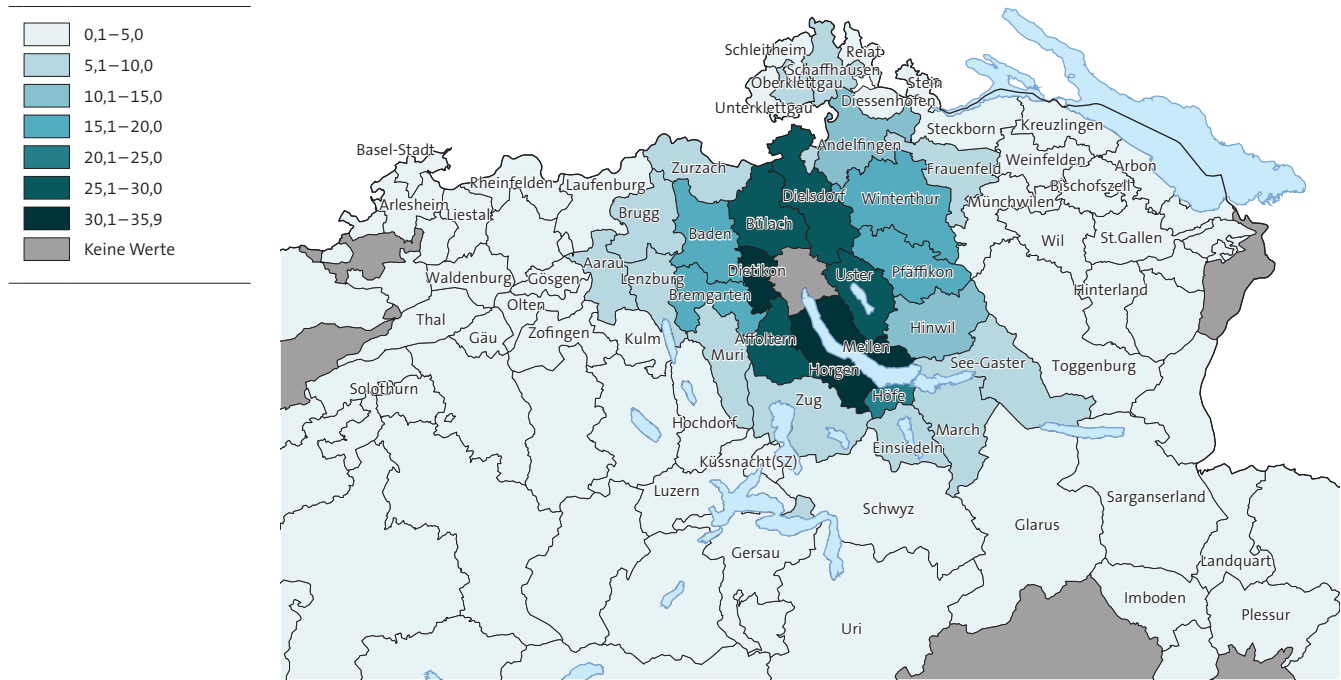 0,1–5,0
5,1–10,0
10,1–15,0
15,1–20,0
20,1–25,0
25,1–30,0
30,1–35,9
Keine Werte
Schleitheim
Reiat
Schaffhausen
Oberklettgau
Stein
Unterklettgau
Diessenhofen
Steckborn
Kreuzlingen
Basel-Stadt
Andelfingen
Weinfelden
Zurzach
Frauenfeld
Arbon
Rheinfelden
Laufenburg
Bischofszell
Dielsdorf
Winterthur
Münchwilen
Arlesheim
Liestal
Brugg
Bülach
Baden
Wil
St.Gallen
Aarau
Dietikon
Uster
Pfäffikon
Waldenburg
Gösgen
Lenzburg
Hinterland
Bremgarten
Olten
Thal
Zofingen
Hinwil
Gäu
Kulm
Affoltern
Meilen
Muri
See-Gaster
Toggenburg
Horgen
Solothurn
Höfe
Zug
Hochdorf
March
Einsiedeln
Küssnacht(SZ)
Luzern
Sarganserland
Schwyz
Glarus
Gersau
Landquart
Imboden
Plessur
Uri